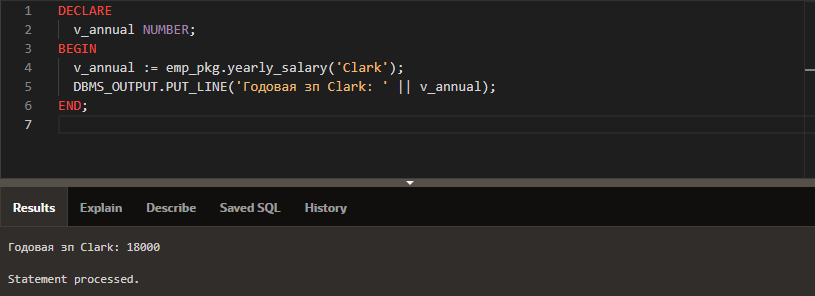 1 DECLARE
2 v_annual NUMBER;
3 BEGIN
4 v_annual := emp_pkg.yearly_salary('Clark');
5 DBMS_OUTPUT.PUT_LINE('Годовая зп Clark: ' || v_annual);
6 END;
7
Results Explain Describe Saved SQL History
Годовая зп Clark: 18000
Statement processed.